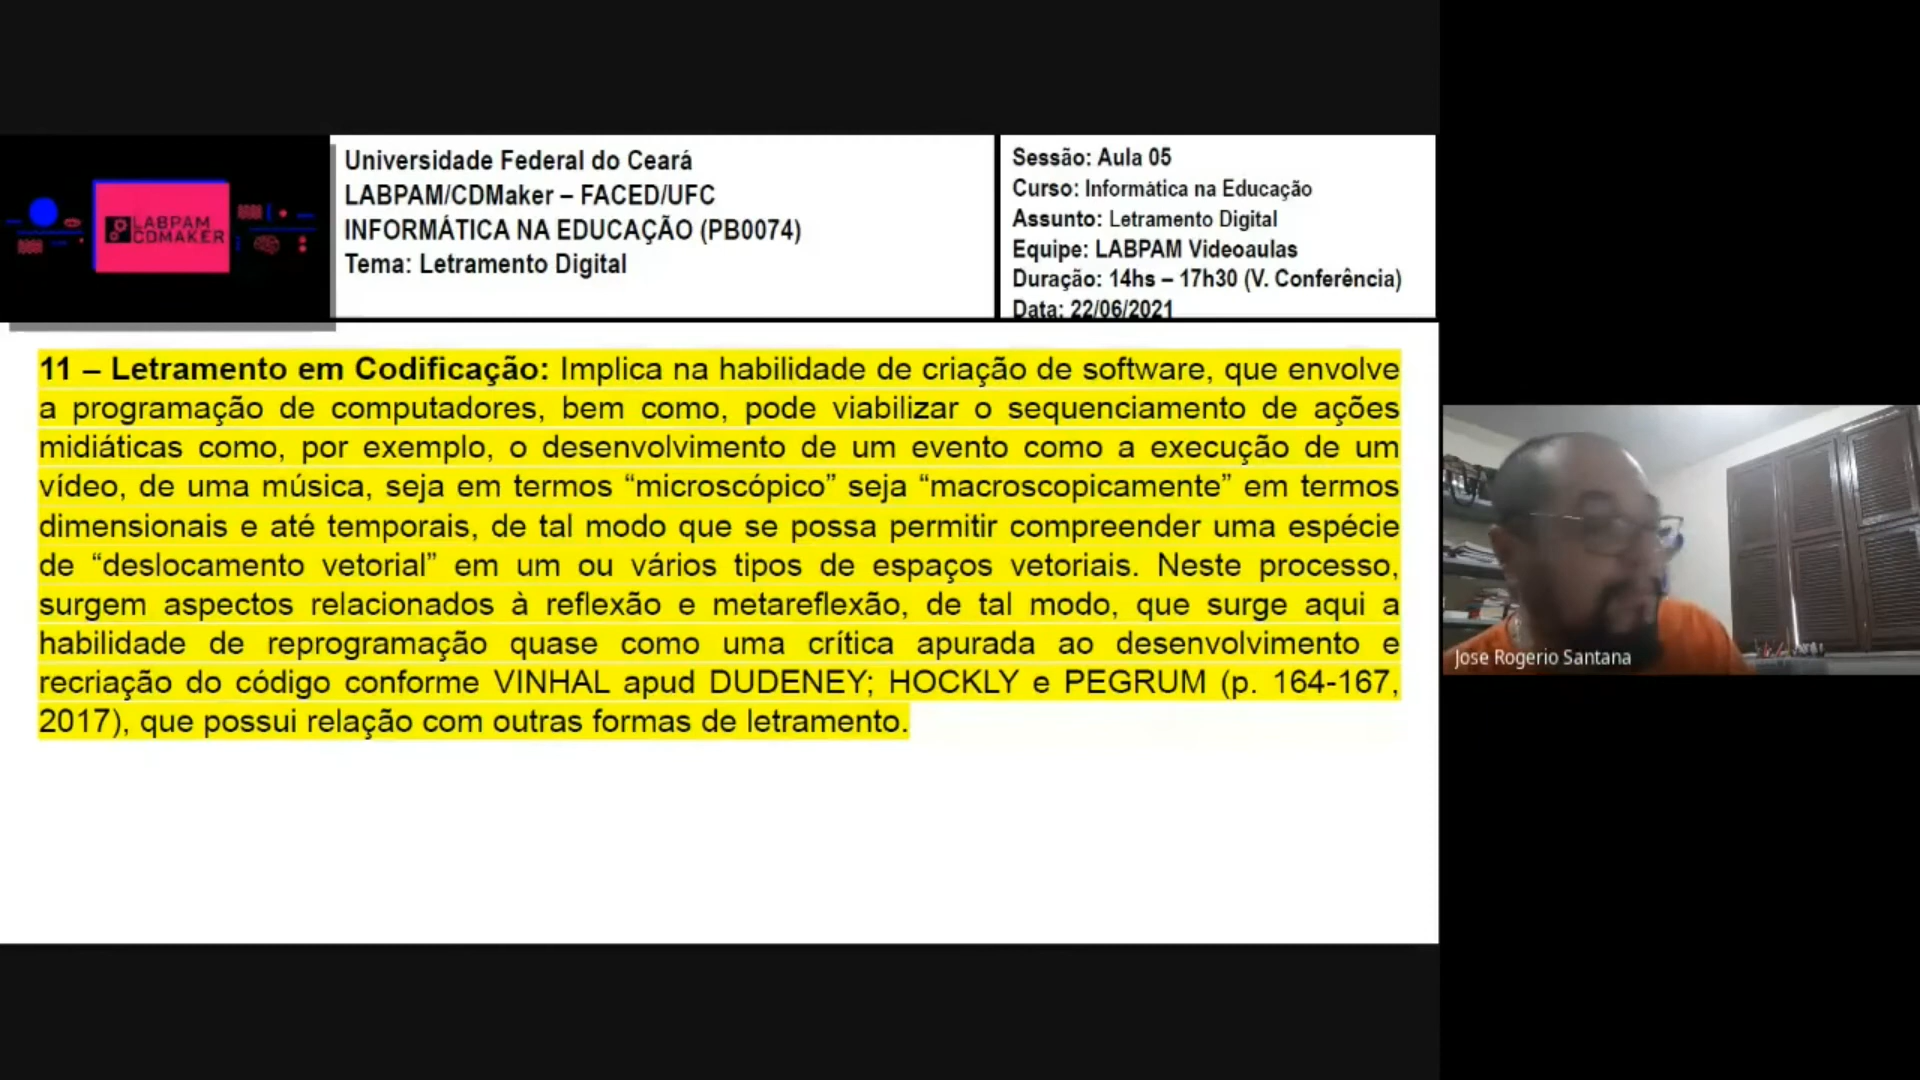 LABPAM
CDMAKER
Universidade Federal do Ceará
LABPAM/CDMaker – FACED/UFC
INFORMÁTICA NA EDUCAÇÃO (PB0074)
Tema: Letramento Digital
Sessão: Aula 05
Curso: Informática na Educação
Assunto: Letramento Digital
Equipe: LABPAM Videoaulas
Duração: 14hs – 17h30 (V. Conferência)
Data: 22/06/2021
11 – Letramento em Codificação: Implica na habilidade de criação de software, que envolve
a programação de computadores, bem como, pode viabilizar o sequenciamento de ações
midiáticas como, por exemplo, o desenvolvimento de um evento como a execução de um
vídeo, de uma música, seja em termos “microscópico” seja “macroscopicamente” em termos
dimensionais e até temporais, de tal modo que se possa permitir compreender uma espécie
de “deslocamento vetorial” em um ou vários tipos de espaços vetoriais. Neste processo,
surgem aspectos relacionados à reflexão e metareflexão, de tal modo, que surge aqui a
habilidade de reprogramação quase como uma crítica apurada ao desenvolvimento e
recriação do código conforme VINHAL apud DUDENEY; HOCKLY e PEGRUM (p. 164-167,
2017), que possui relação com outras formas de letramento.
Jose Rogerio Santana